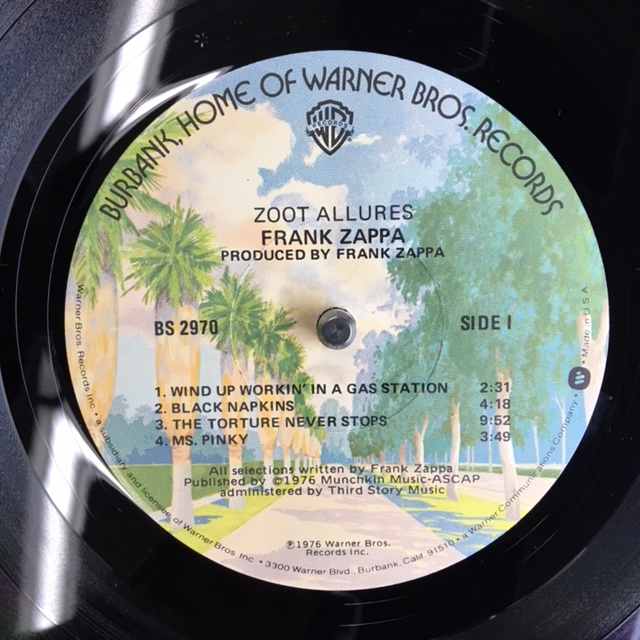 BURBANK, HOME OF WARNER BROS. RECORDS
WB
RECORDS
ZOOT ALLURES
FRANK ZAPPA
PRODUCED BY FRANK ZAPPA
BS 2970
SIDE I
1. WIND UP WORKIN' IN A GAS STATION 2:31
2. BLACK NAPKINS 4:18
3. THE TORTURE NEVER STOPS 9:52
4. MS. PINKY 3:49
All selections written by Frank Zappa
Published by ©1976 Munchkin Music-ASCAP
administered by Third Story Music
℗1976 Warner Bros.
Records Inc.
Warner Bros. Records Inc. • a subsidiary and licensee of Warner Bros. Inc. • 3300 Warner Blvd., Burbank, Calif. 91510 • a Warner Communications Company • Made in U.S.A.